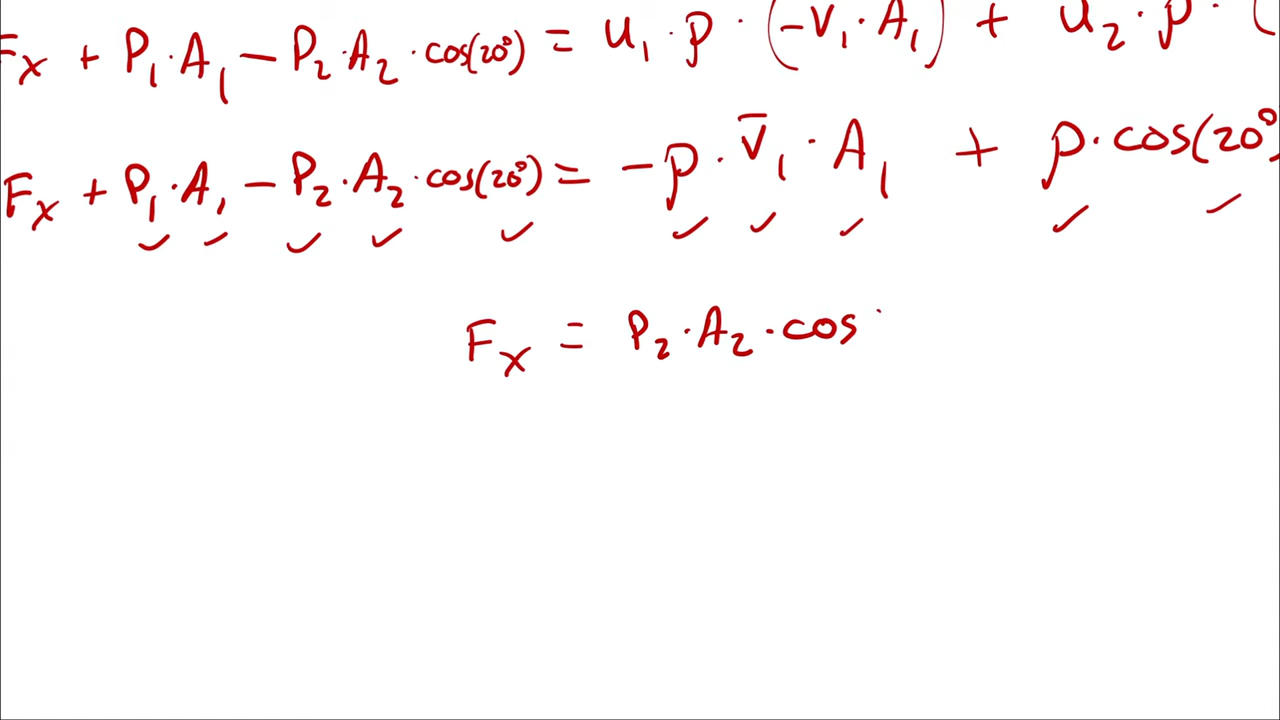 Fx + P₁·A₁ − P₂·A₂·cos(20°) = u₁·ρ·(−V₁·A₁) + u₂·ρ·(
Fx + P₁·A₁ − P₂·A₂·cos(20°) = −ρ·V̄₁·A₁ + ρ·cos(20°)
Fx = P₂·A₂·cos